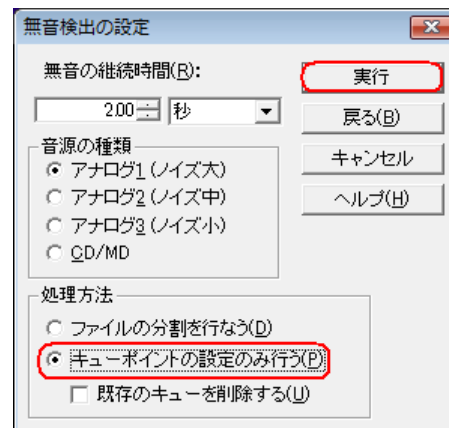 無音検出の設定
無音の継続時間(R):
2.00 秒
実行
戻る(B)
キャンセル
ヘルプ(H)
音源の種類
アナログ1 (ノイズ大)
アナログ2 (ノイズ中)
アナログ3 (ノイズ小)
CD/MD
処理方法
ファイルの分割を行なう(D)
キューポイントの設定のみ行う(P)
既存のキューを削除する(U)